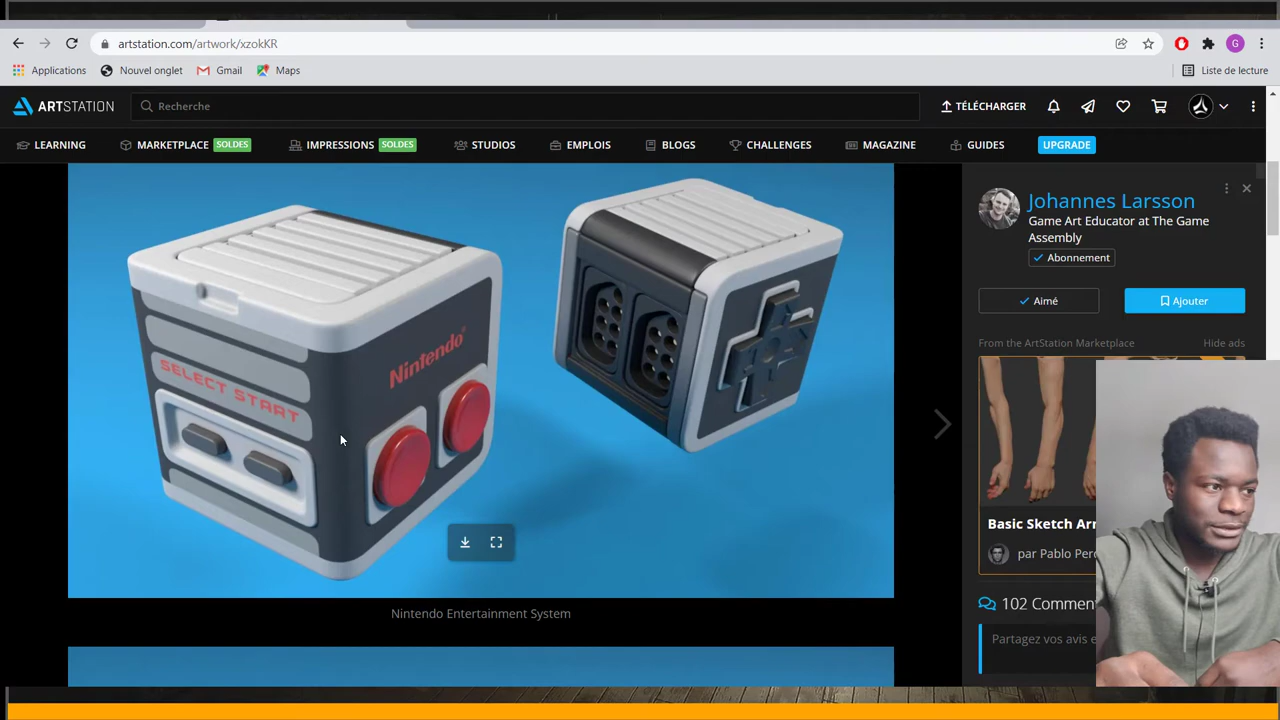 artstation.com/artwork/xzokKR
G
Applications
Nouvel onglet
Gmail
Maps
Liste de lecture
ARTSTATION
Recherche
TÉLÉCHARGER
LEARNING
MARKETPLACE SOLDES
IMPRESSIONS SOLDES
STUDIOS
EMPLOIS
BLOGS
CHALLENGES
MAGAZINE
GUIDES
UPGRADE
Nintendo®
SELECT START
Nintendo Entertainment System
Johannes Larsson
Game Art Educator at The Game
Assembly
Abonnement
Aimé
Ajouter
From the ArtStation Marketplace
Hide ads
Basic Sketch Arr
par Pablo Per
102 Commen
Partagez vos avis e